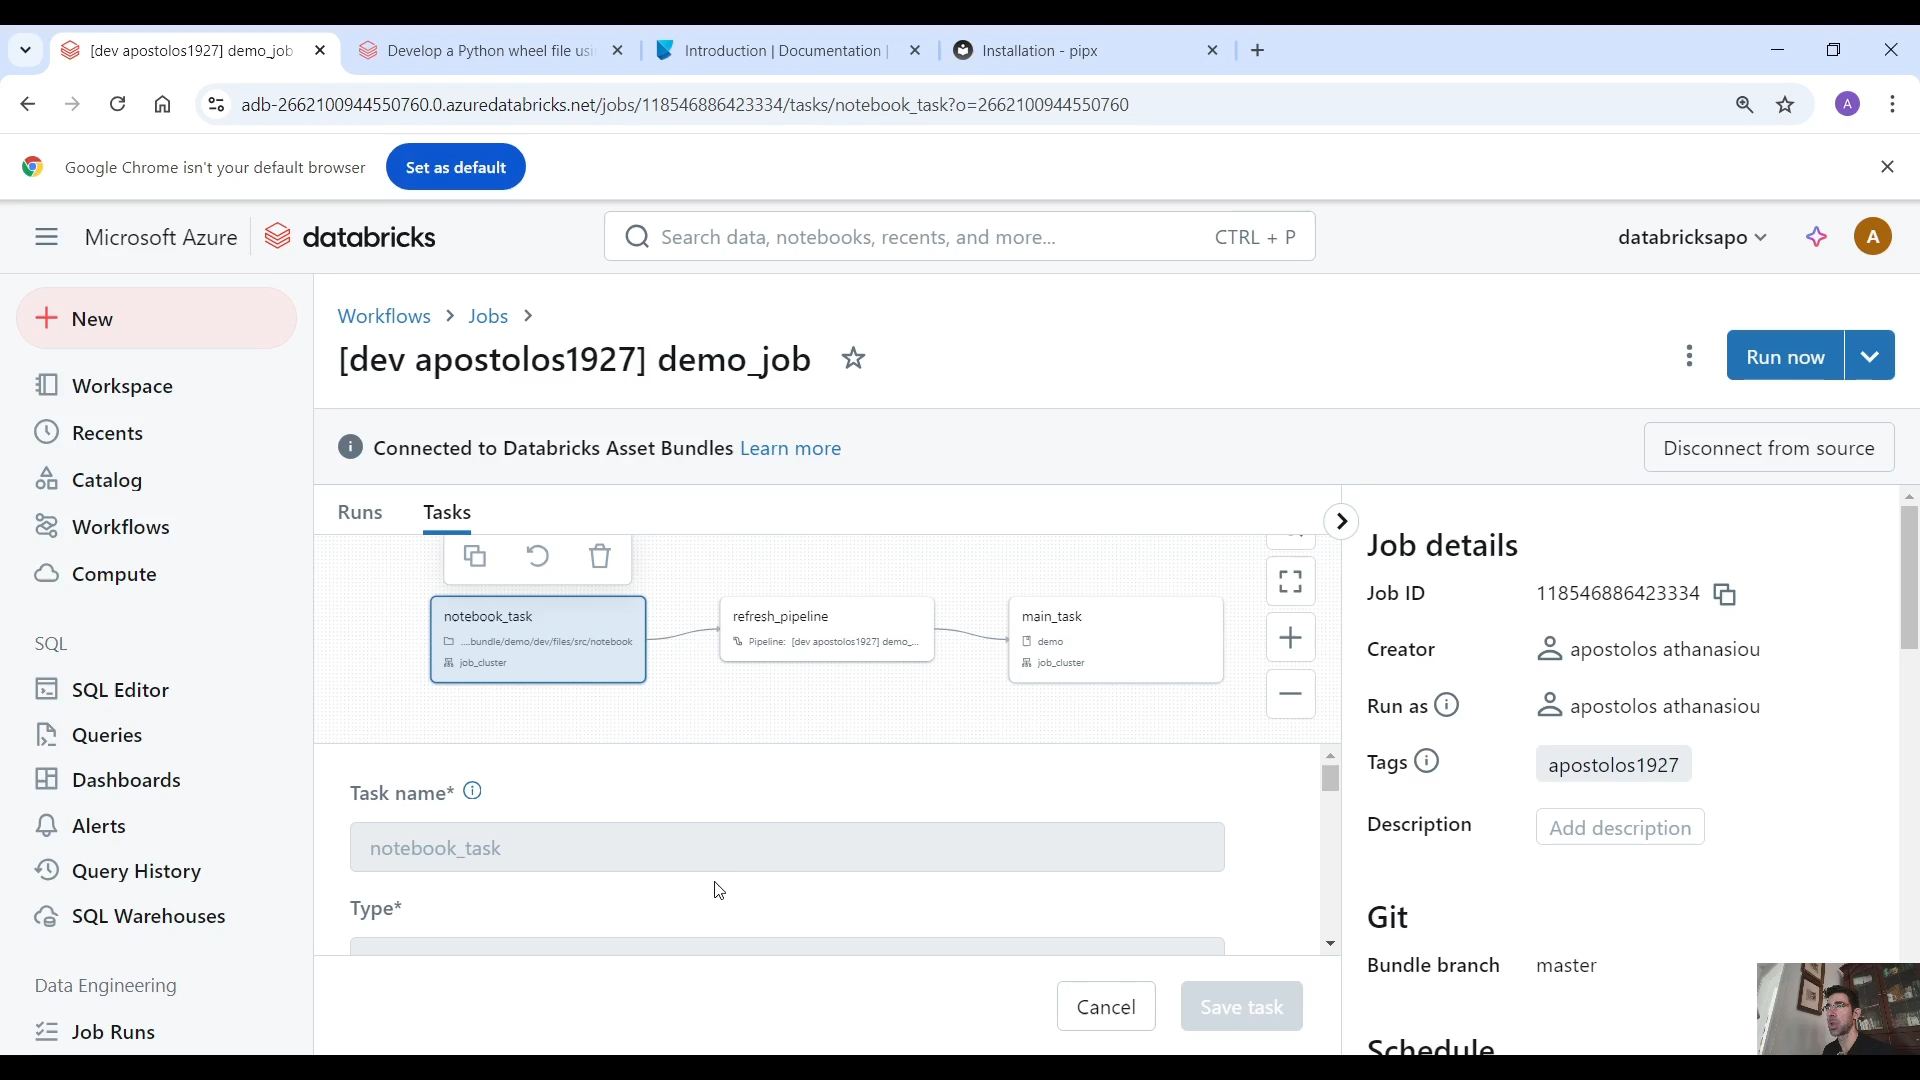 [dev apostolos1927] demo_job
Develop a Python wheel file usi
Introduction | Documentation |
Installation - pipx
adb-2662100944550760.0.azuredatabricks.net/jobs/118546886423334/tasks/notebook_task?o=2662100944550760
A
Google Chrome isn't your default browser
Set as default
Microsoft Azure
databricks
Search data, notebooks, recents, and more...
CTRL + P
databricksapo
A
New
Workspace
Recents
Catalog
Workflows
Compute
SQL
SQL Editor
Queries
Dashboards
Alerts
Query History
SQL Warehouses
Data Engineering
Job Runs
Workflows > Jobs >
[dev apostolos1927] demo_job
Run now
Connected to Databricks Asset Bundles Learn more
Disconnect from source
Runs
Tasks
notebook_task
...bundle/demo/dev/files/src/notebook
job_cluster
refresh_pipeline
Pipeline: [dev apostolos1927] demo_...
main_task
demo
job_cluster
Task name*
notebook_task
Type*
Cancel
Save task
Job details
Job ID
118546886423334
Creator
apostolos athanasiou
Run as
apostolos athanasiou
Tags
apostolos1927
Description
Add description
Git
Bundle branch
master
Schedule